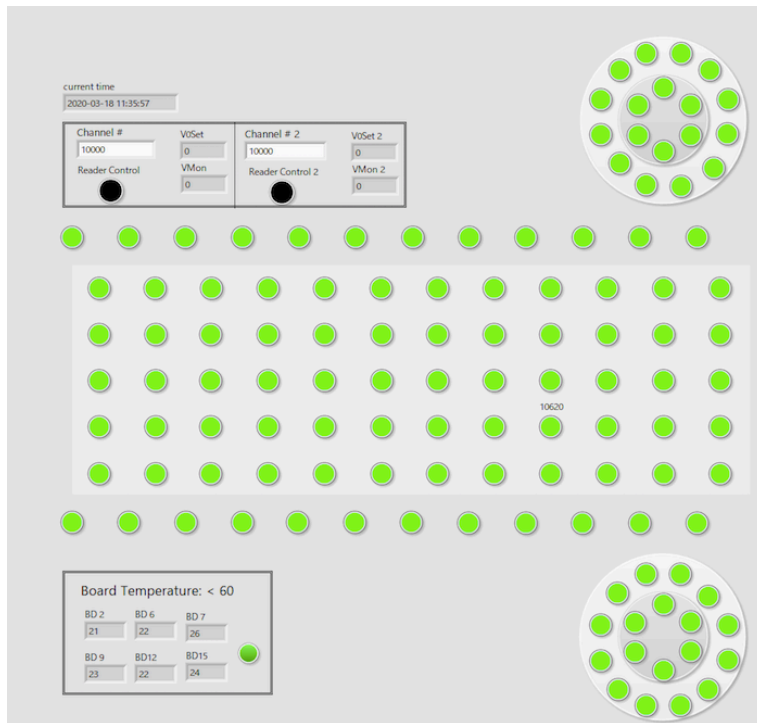 current time
2020-03-18 11:35:57
Channel #
V0Set
Channel # 2
V0Set 2
10000
0
10000
0
Reader Control
VMon
Reader Control 2
VMon 2
0
0
10620
Board Temperature: < 60
BD 2
BD 6
BD 7
21
22
26
BD 9
BD12
BD15
23
22
24